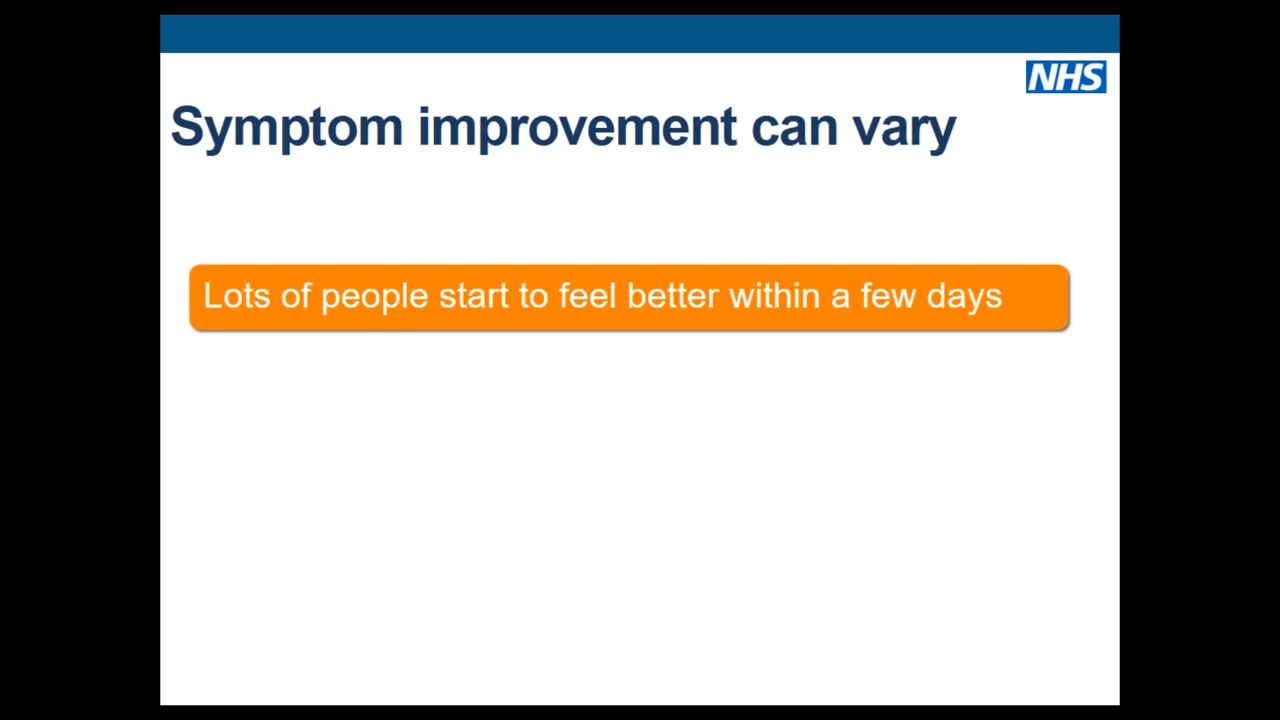 NHS
Symptom improvement can vary
Lots of people start to feel better within a few days